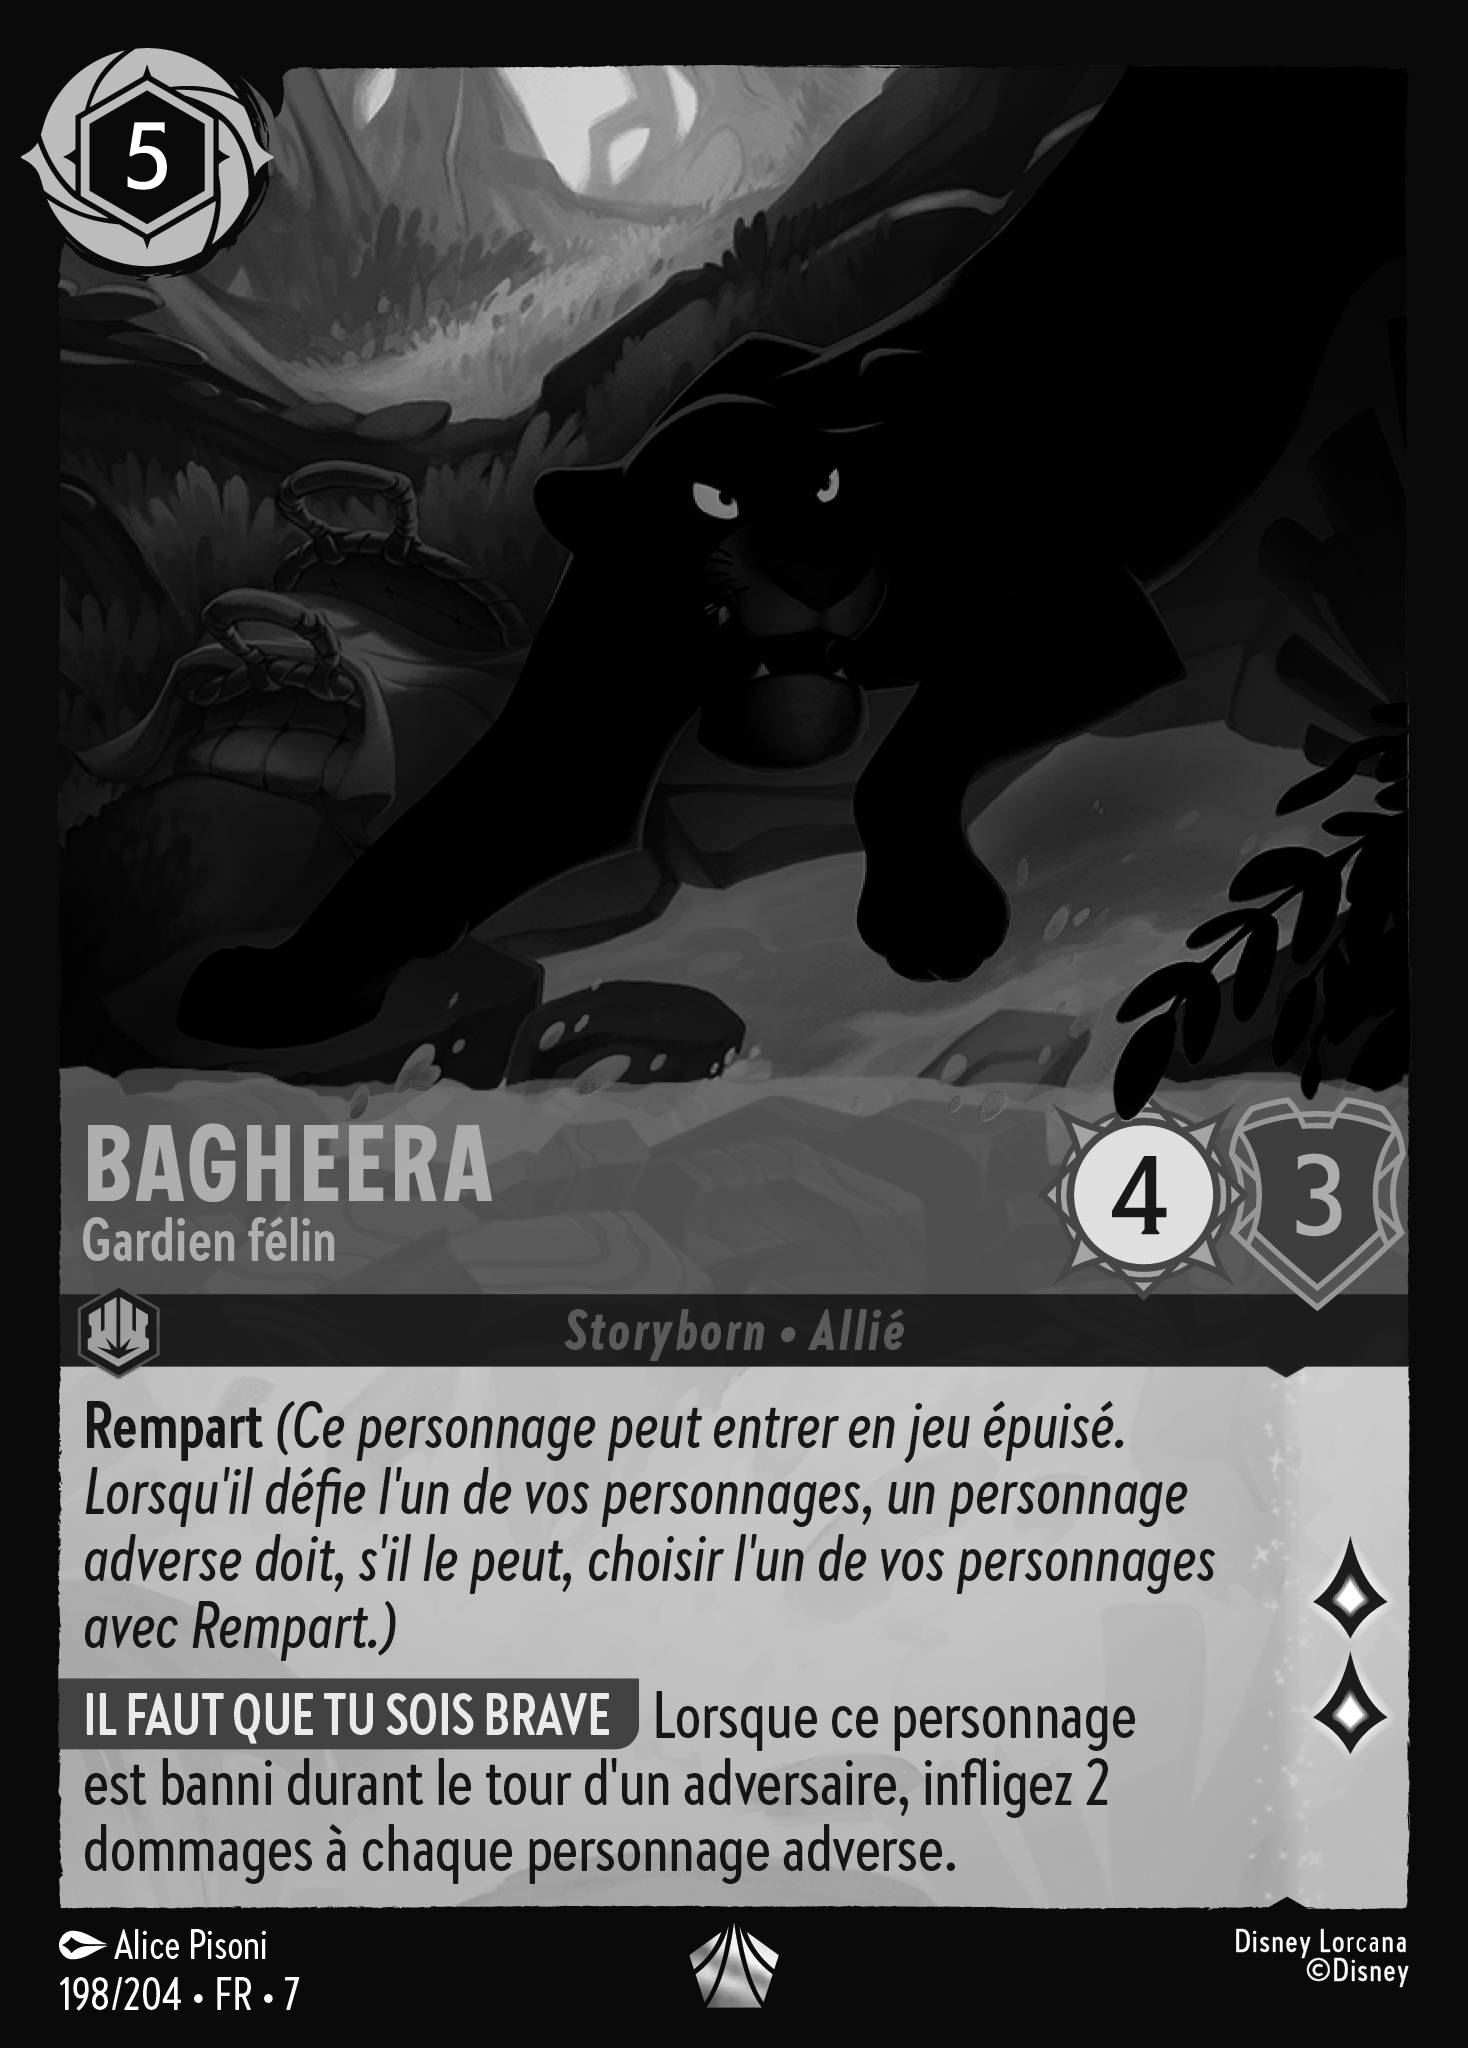 5
BAGHEERA
Gardien félin
4
3
Storyborn • Allié
Rempart (Ce personnage peut entrer en jeu épuisé.
Lorsqu'il défie l'un de vos personnages, un personnage
adverse doit, s'il le peut, choisir l'un de vos personnages
avec Rempart.)
IL FAUT QUE TU SOIS BRAVE Lorsque ce personnage
est banni durant le tour d'un adversaire, infligez 2
dommages à chaque personnage adverse.
Alice Pisoni
198/204 • FR • 7
Disney Lorcana
©Disney